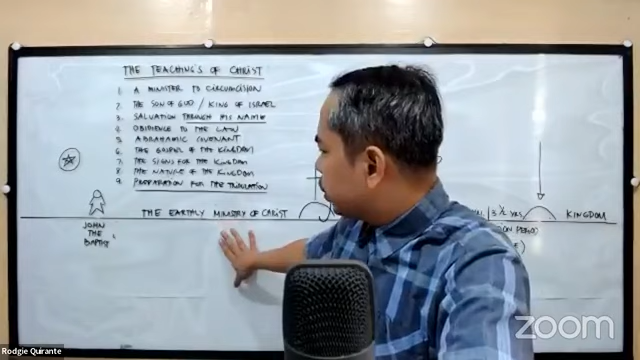 THE TEACHING'S OF CHRIST
1. A MINISTER TO CIRCUMCISION
2. THE SON OF GOD / KING OF ISRAEL
3. SALVATION THROUGH HIS NAME
4. OBIDIENCE TO THE LAW
5. ABRAHAMIC COVENANT
6. THE GOSPEL OF THE KINGDOM
7. THE SIGNS FOR THE KINGDOM
8. THE NATURE OF THE KINGDOM
9. PREPARATION FOR THE TRIBULATION
THE EARTHLY MINISTRY OF CHRIST
3 ½ YRS
KINGDOM
JOHN
THE
BAPTIST
Rodgie Quirante
zoom